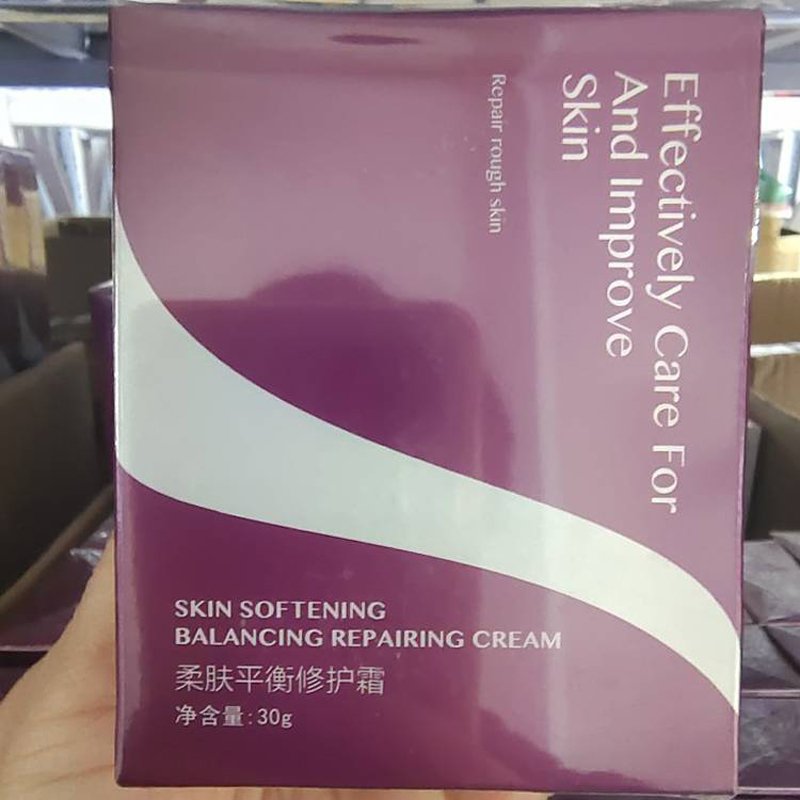 Effectively Care For
And Improve
Skin
Repair rough skin
SKIN SOFTENING
BALANCING REPAIRING CREAM
柔肤平衡修护霜
净含量:30g